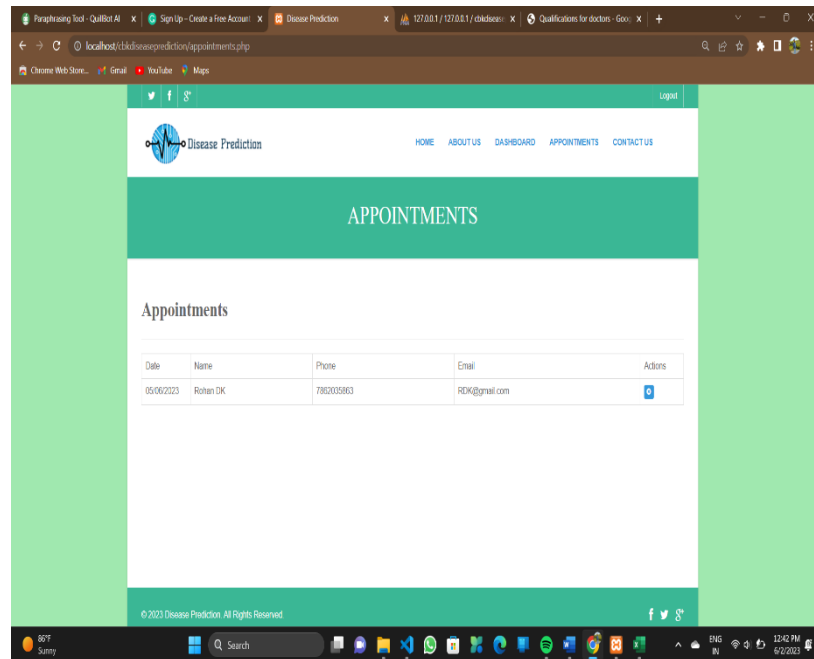 Paraphrasing Tool - QuillBot AI
Sign Up - Create a Free Account
Disease Prediction
127.0.0.1 / 127.0.0.1 / cbkdisease
Qualifications for doctors - Goog
localhost/cbkdiseaseprediction/appointments.php
Chrome Web Store... Gmail YouTube Maps
Logout
Disease Prediction
HOME ABOUT US DASHBOARD APPOINTMENTS CONTACT US
APPOINTMENTS
Appointments
Date Name Phone Email Actions
05/06/2023 Rohan DK 7862035863 RDK@gmail.com
© 2023 Disease Prediction. All Rights Reserved
86°F
Sunny
Search
ENG
IN
12:42 PM
6/2/2023